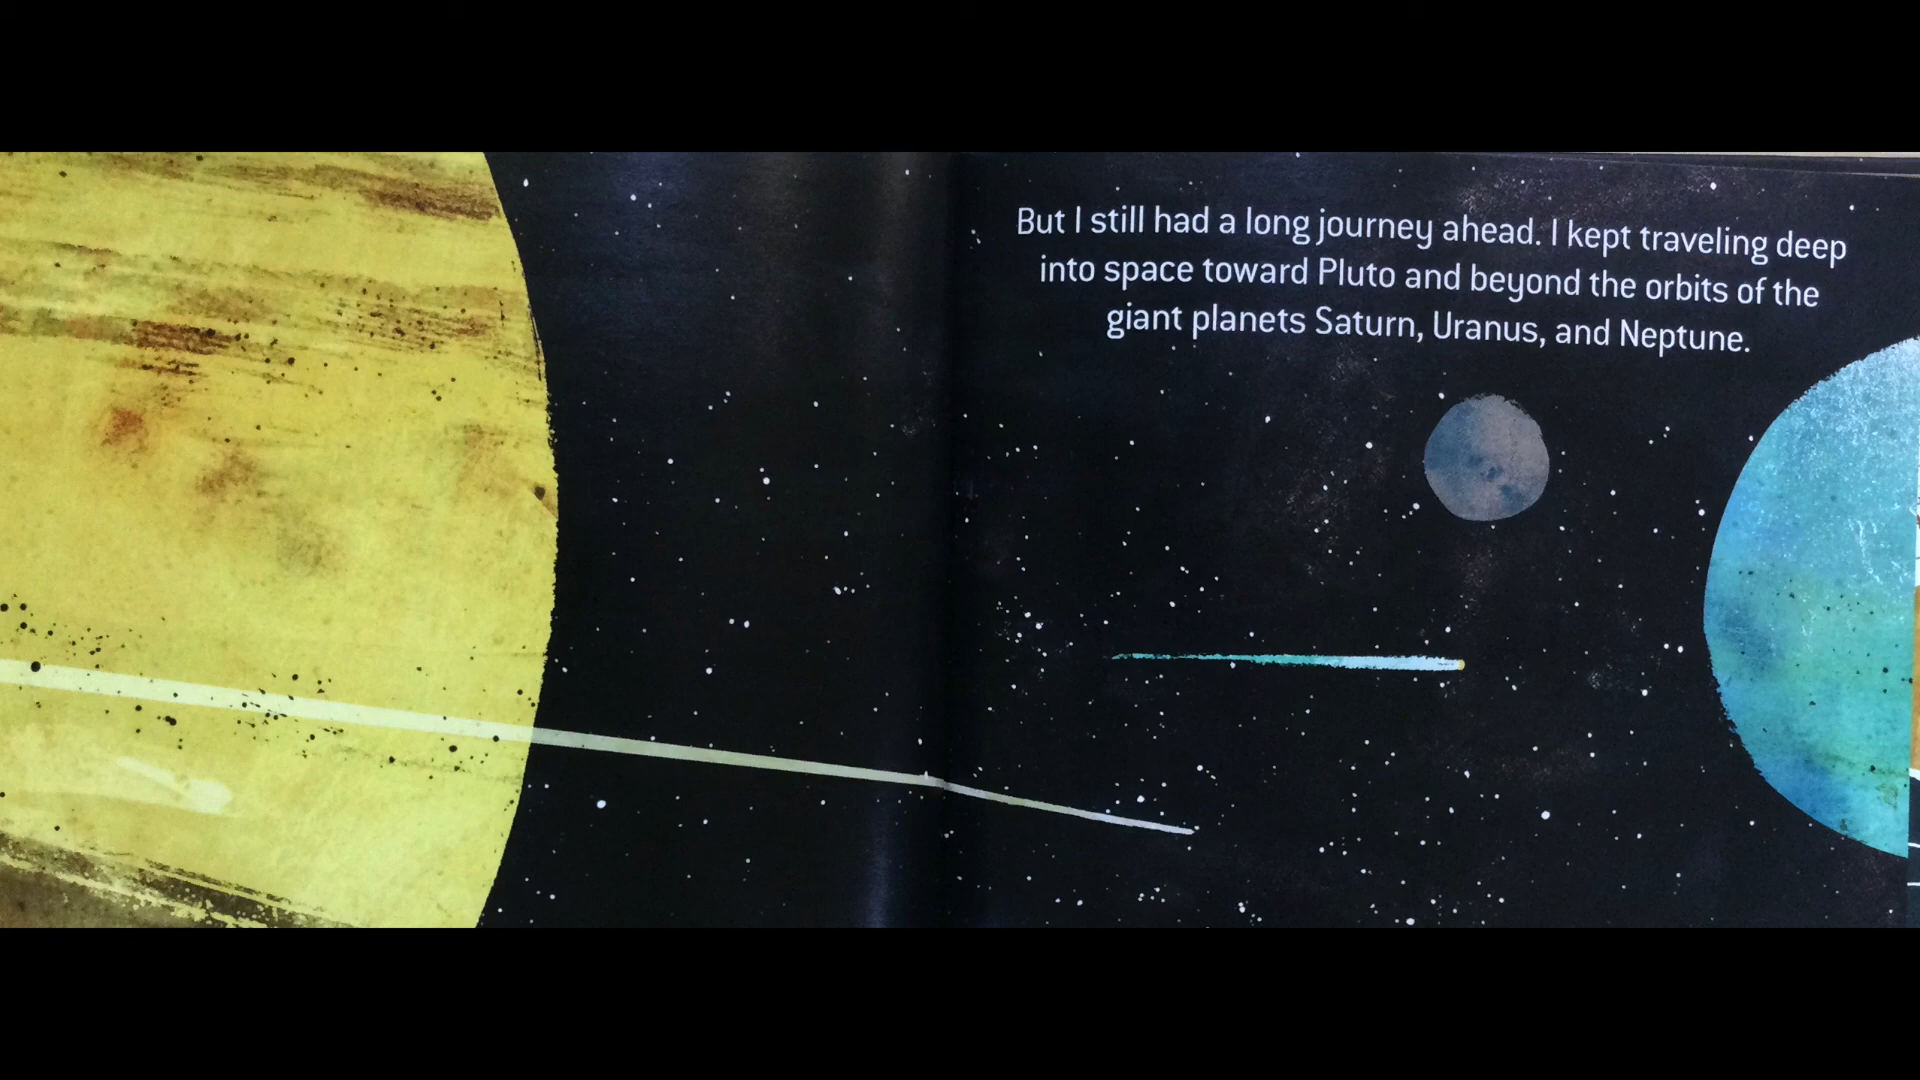 But I still had a long journey ahead. I kept traveling deep
into space toward Pluto and beyond the orbits of the
giant planets Saturn, Uranus, and Neptune.